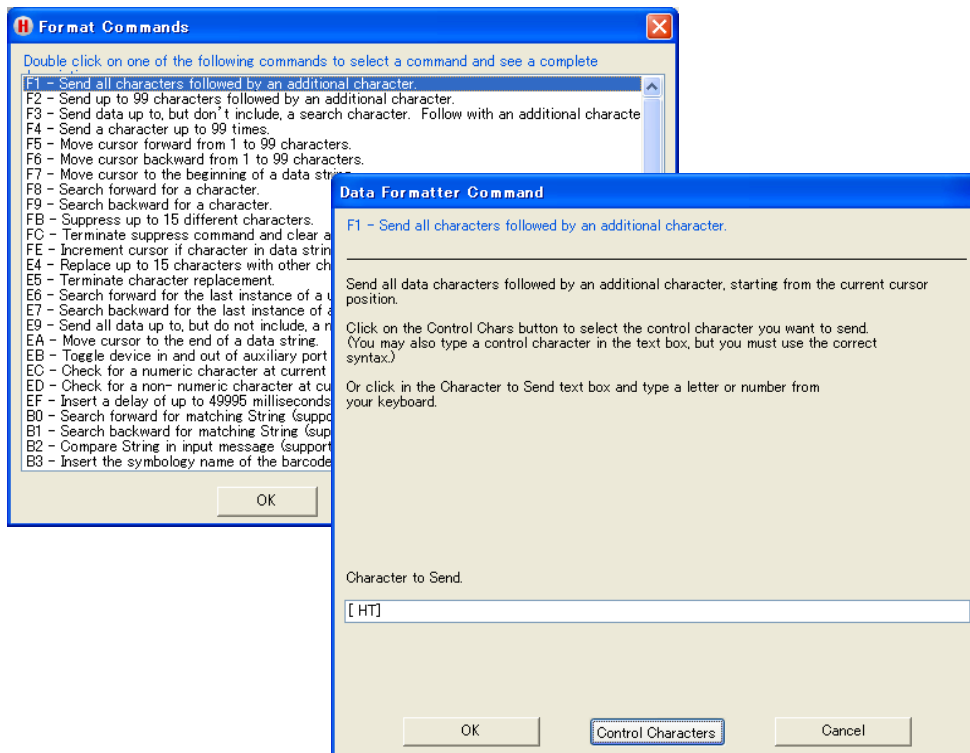 Format Commands
Double click on one of the following commands to select a command and see a complete
F1 - Send all characters followed by an additional character.
F2 - Send up to 99 characters followed by an additional character.
F3 - Send data up to, but don't include, a search character. Follow with an additional characte
F4 - Send a character up to 99 times.
F5 - Move cursor forward from 1 to 99 characters.
F6 - Move cursor backward from 1 to 99 characters.
F7 - Move cursor to the beginning of a data string.
F8 - Search forward for a character.
F9 - Search backward for a character.
FB - Suppress up to 15 different characters.
FC - Terminate suppress command and clear a
FE - Increment cursor if character in data strin
E4 - Replace up to 15 characters with other ch
E5 - Terminate character replacement.
E6 - Search forward for the last instance of a
E7 - Search backward for the last instance of
E9 - Send all data up to, but do not include, a
EA - Move cursor to the end of a data string.
EB - Toggle device in and out of auxiliary port
EC - Check for a numeric character at current
ED - Check for a non- numeric character at cu
EF - Insert a delay of up to 49995 milliseconds
B0 - Search forward for matching String (suppo
B1 - Search backward for matching String (sup
B2 - Compare String in input message (support
B3 - Insert the symbology name of the barcode
OK
Data Formatter Command
F1 - Send all characters followed by an additional character.
Send all data characters followed by an additional character, starting from the current cursor
position.
Click on the Control Chars button to select the control character you want to send.
(You may also type a control character in the text box, but you must use the correct
syntax.)
Or click in the Character to Send text box and type a letter or number from
your keyboard.
Character to Send.
[ HT]
OK
Control Characters
Cancel